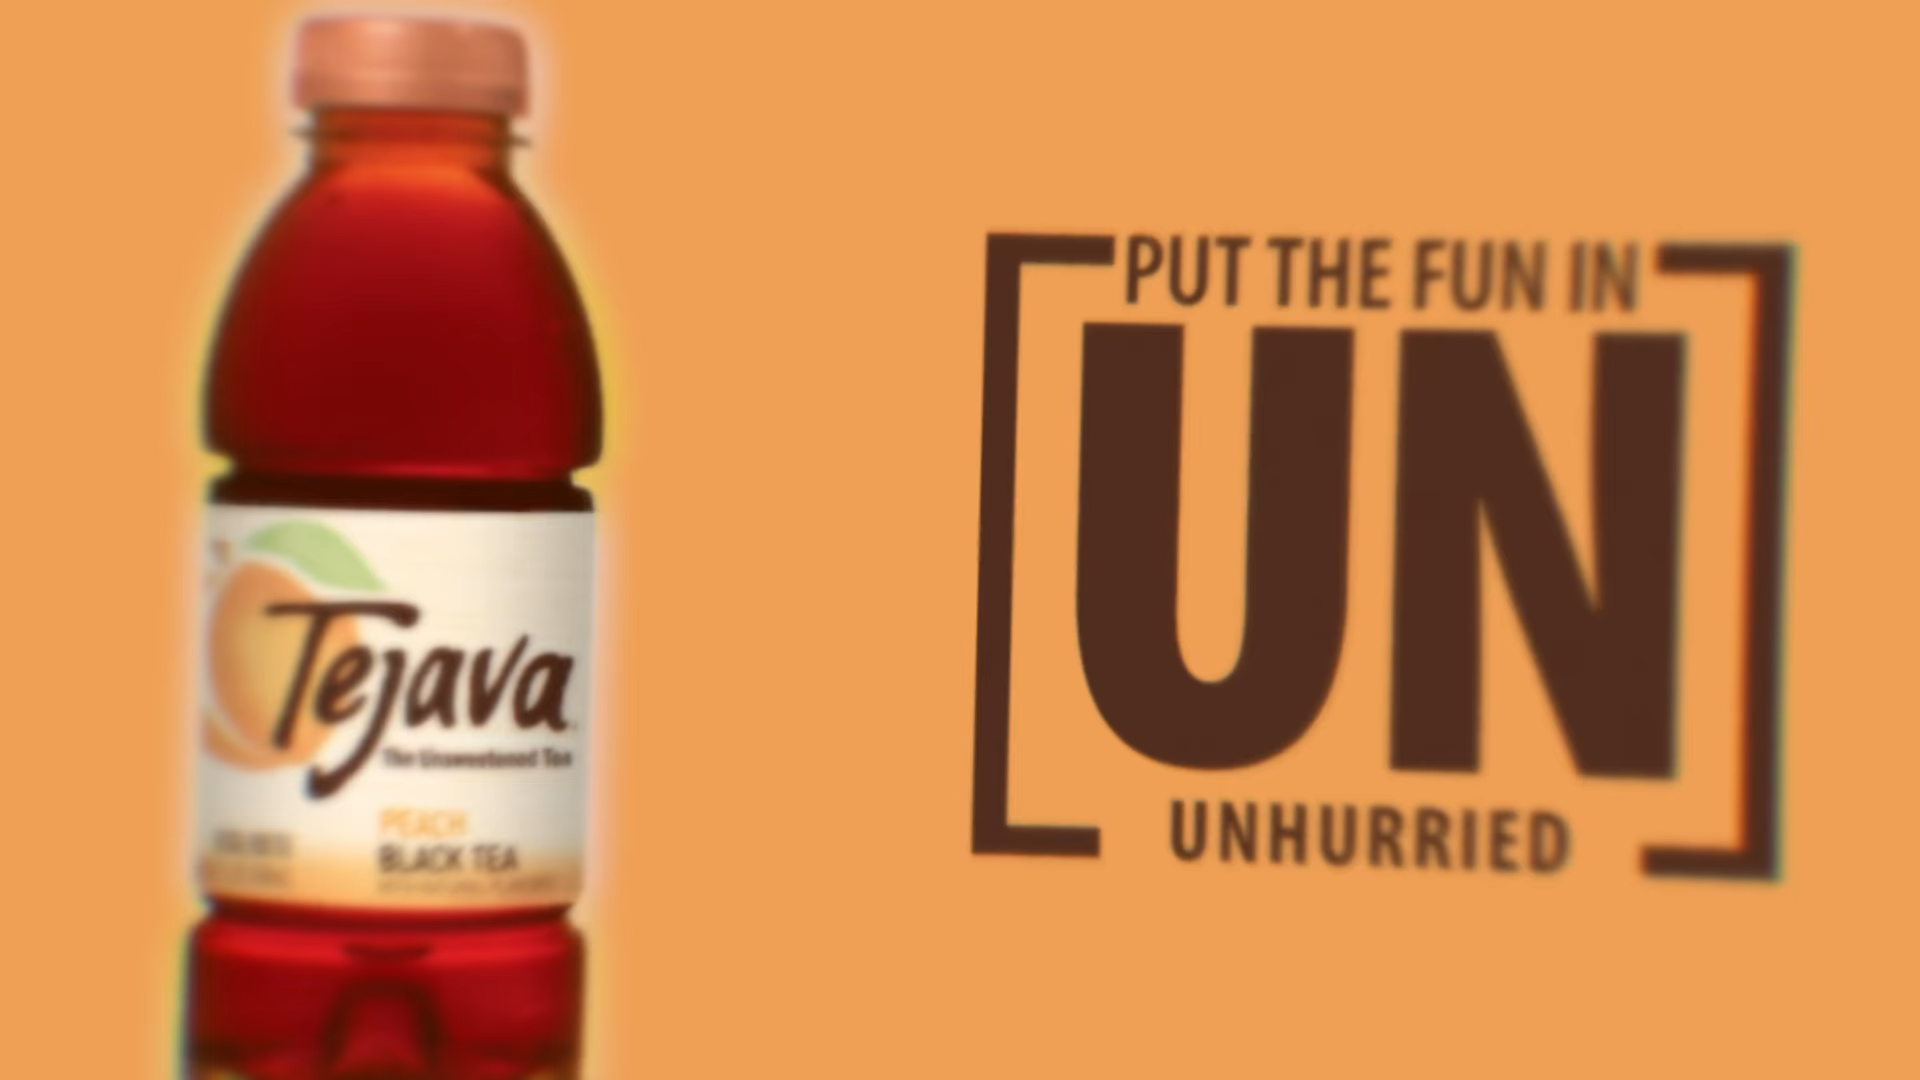 Tejava
The Unsweetened Tea
PEACH
BLACK TEA
PUT THE FUN IN
UN
UNHURRIED